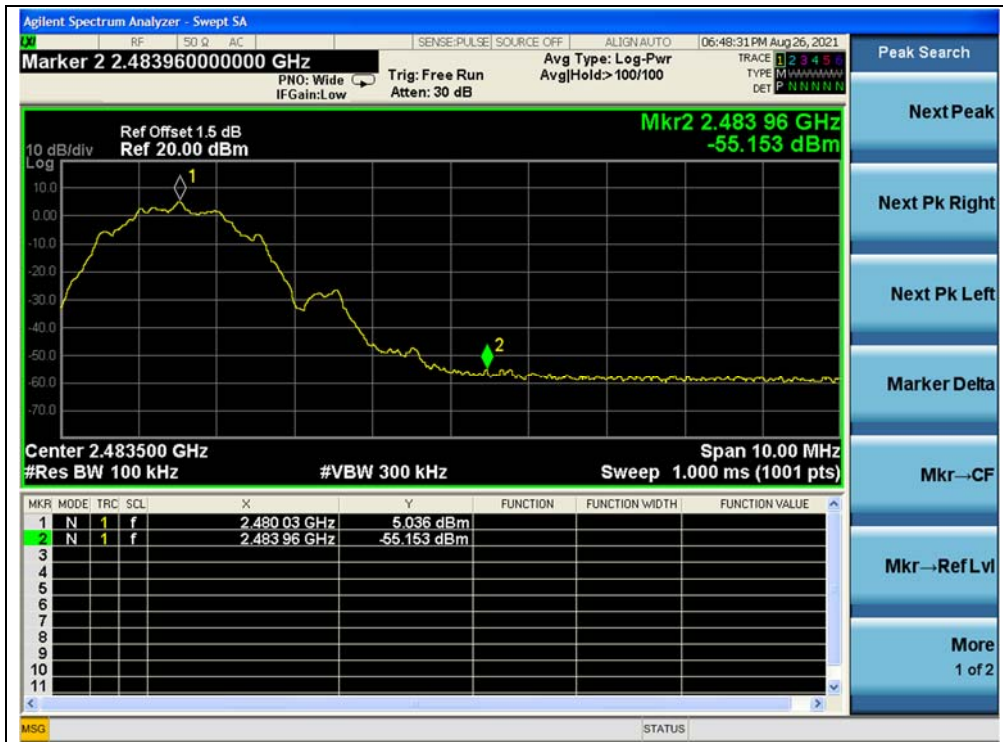 Agilent Spectrum Analyzer - Swept SA
RF 50 Ω AC SENSE:PULSE SOURCE OFF ALIGNAUTO 06:48:31 PM Aug 26, 2021
Marker 2 2.483960000000 GHz
PNO: Wide
IFGain:Low
Trig: Free Run
Atten: 30 dB
Avg Type: Log-Pwr
Avg|Hold:> 100/100
TRACE 1 2 3 4 5 6
TYPE M
DET P N N N N N
Peak Search
Mkr2 2.483 96 GHz
-55.153 dBm
Ref Offset 1.5 dB
10 dB/div Ref 20.00 dBm
Log
10.0
0.00
-10.0
-20.0
-30.0
-40.0
-50.0
-60.0
-70.0
1
2
Center 2.483500 GHz Span 10.00 MHz
#Res BW 100 kHz #VBW 300 kHz Sweep 1.000 ms (1001 pts)
MKR MODE TRC SCL X Y FUNCTION FUNCTION WIDTH FUNCTION VALUE
1 N 1 f 2.480 03 GHz 5.036 dBm
2 N 1 f 2.483 96 GHz -55.153 dBm
3
4
5
6
7
8
9
10
11
MSG STATUS
Next Peak
Next Pk Right
Next Pk Left
Marker Delta
Mkr→CF
Mkr→Ref Lvl
More
1 of 2